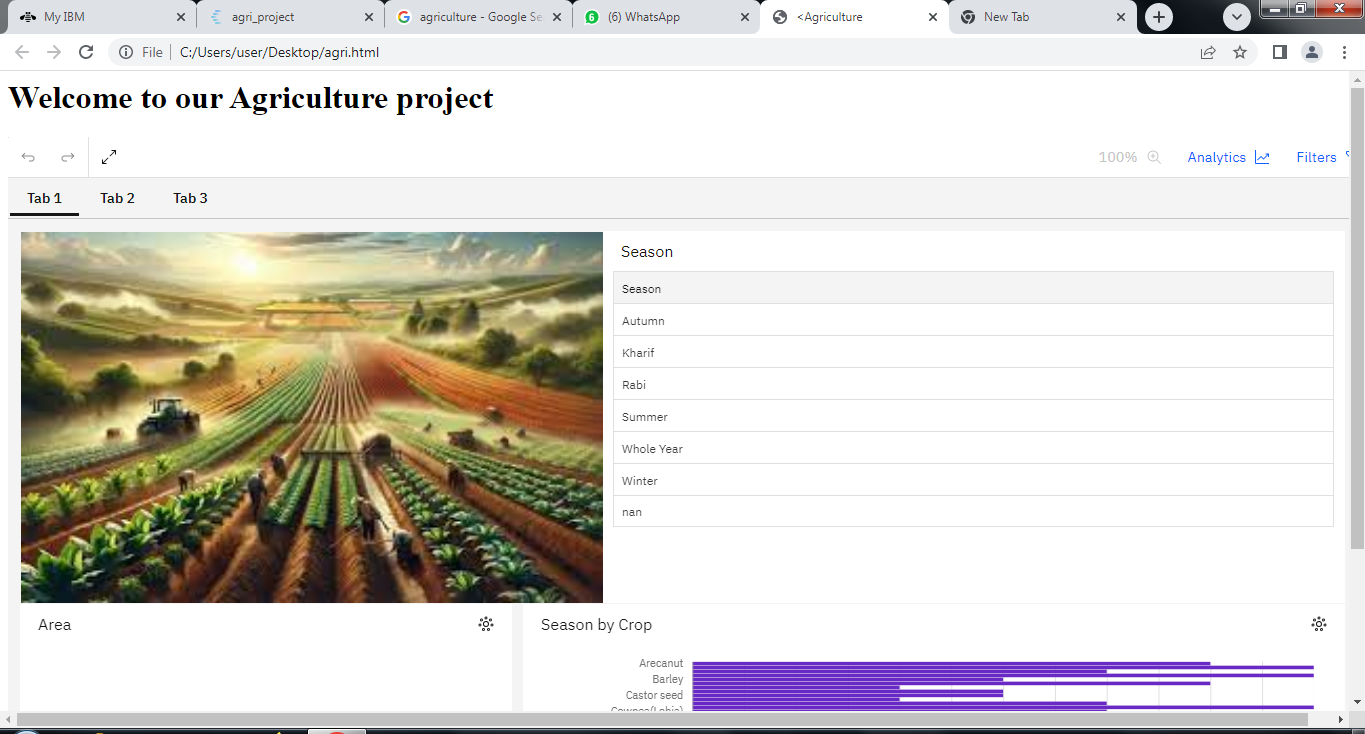 My IBM
agri_project
agriculture - Google Se
(6) WhatsApp
<Agriculture
New Tab
File
C:/Users/user/Desktop/agri.html
Welcome to our Agriculture project
100%
Analytics
Filters
Tab 1
Tab 2
Tab 3
Season
Season
Autumn
Kharif
Rabi
Summer
Whole Year
Winter
nan
Area
Season by Crop
Arecanut
Barley
Castor seed
Cowpea(Lobia)